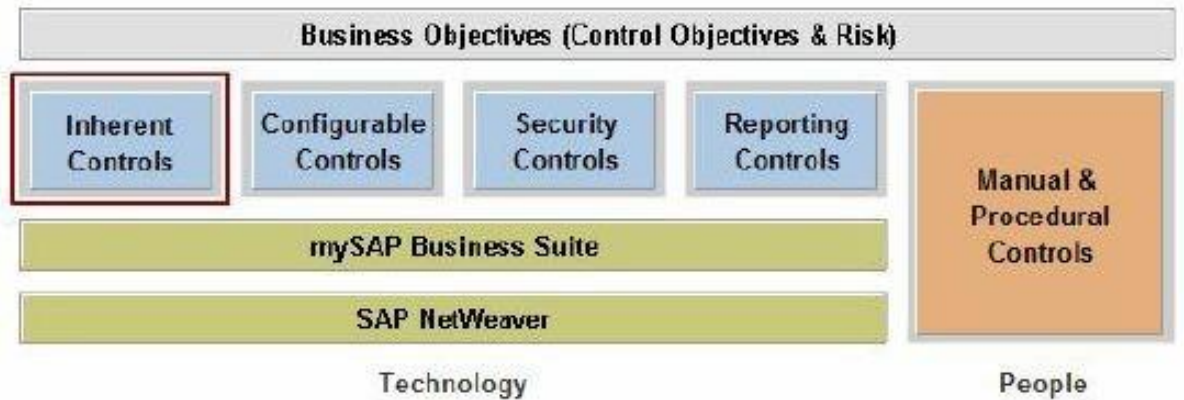 Business Objectives (Control Objectives & Risk)
Inherent
Controls
Configurable
Controls
Security
Controls
Reporting
Controls
Manual &
Procedural
Controls
mySAP Business Suite
SAP NetWeaver
Technology
People